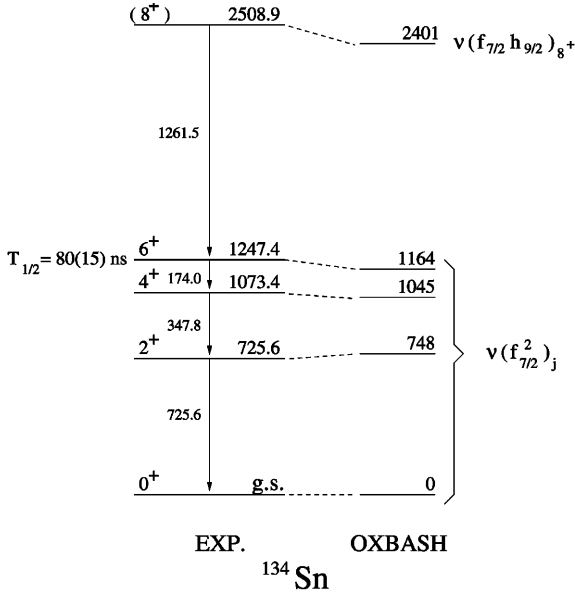 (8⁺) 2508.9
2401 ν(f₇/₂ h₉/₂)₈⁺
1261.5
6⁺ 1247.4
1164
T₁/₂ = 80(15) ns
4⁺ 174.0 1073.4
1045
347.8
2⁺ 725.6
748
ν(f²₇/₂)ⱼ
725.6
0⁺ g.s.
0
EXP. OXBASH
¹³⁴Sn